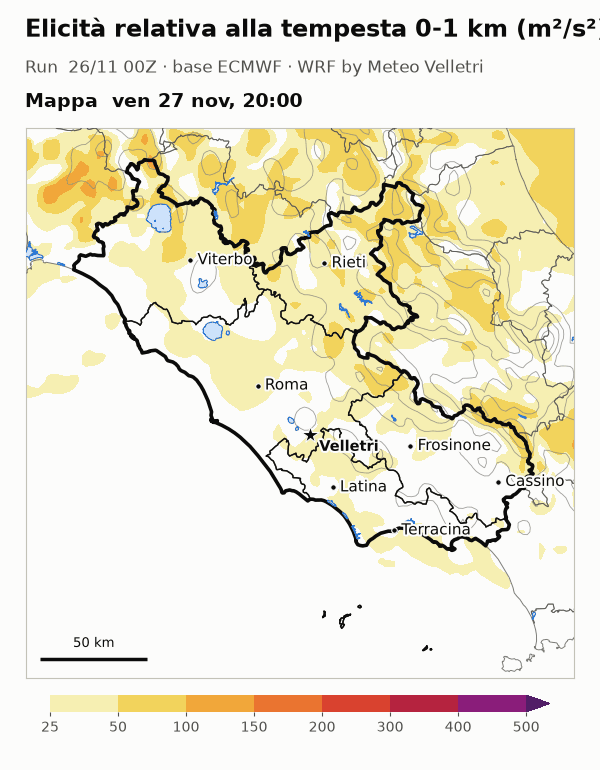 Elicità relativa alla tempesta 0-1 km (m²/s²)
Run  26/11 00Z · base ECMWF · WRF by Meteo Velletri
Mappa  ven 27 nov, 20:00
Viterbo
Rieti
Roma
Velletri
Frosinone
Latina
Cassino
Terracina
50 km
25 50 100 150 200 300 400 500